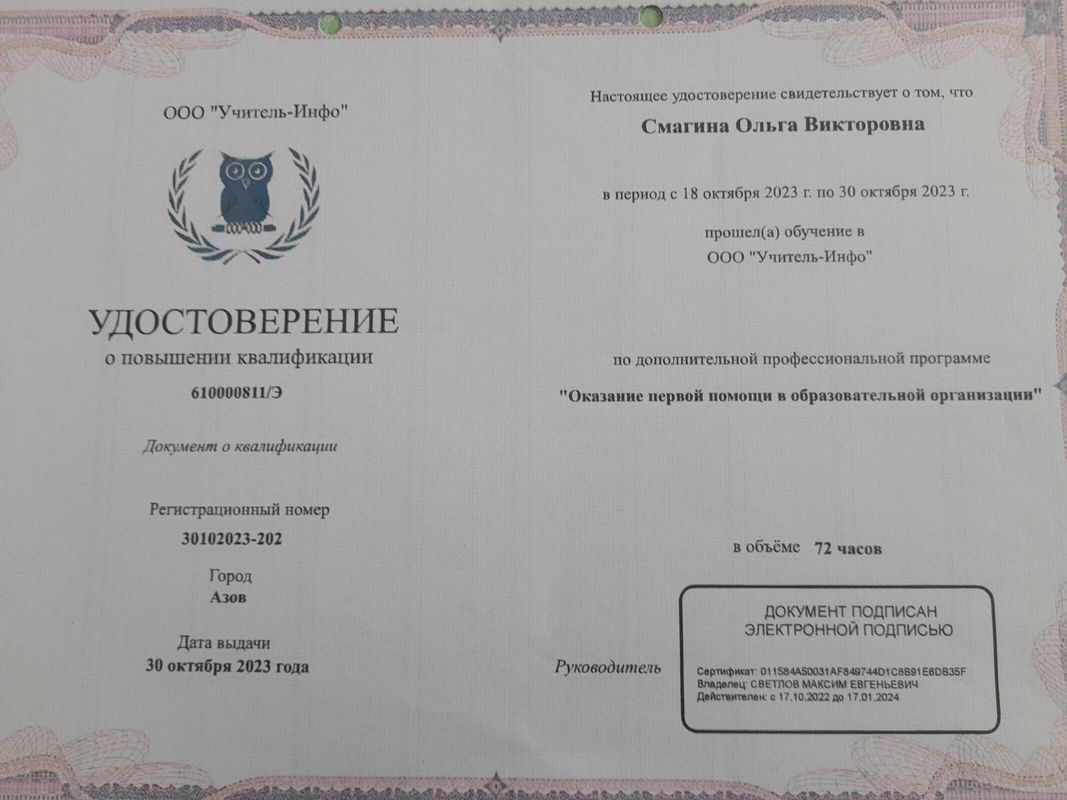 ООО "Учитель-Инфо"
УДОСТОВЕРЕНИЕ
о повышении квалификации
610000811/Э
Документ о квалификации
Регистрационный номер
30102023-202
Город
Азов
Дата выдачи
30 октября 2023 года
Настоящее удостоверение свидетельствует о том, что
Смагина Ольга Викторовна
в период с 18 октября 2023 г. по 30 октября 2023 г.
прошел(а) обучение в
ООО "Учитель-Инфо"
по дополнительной профессиональной программе
"Оказание первой помощи в образовательной организации"
в объёме 72 часов
Руководитель
ДОКУМЕНТ ПОДПИСАН
ЭЛЕКТРОННОЙ ПОДПИСЬЮ
Сертификат: 011584A50031AF849744D1C8B91E6DB35F
Владелец: СВЕТЛОВ МАКСИМ ЕВГЕНЬЕВИЧ
Действителен: с 17.10.2022 до 17.01.2024